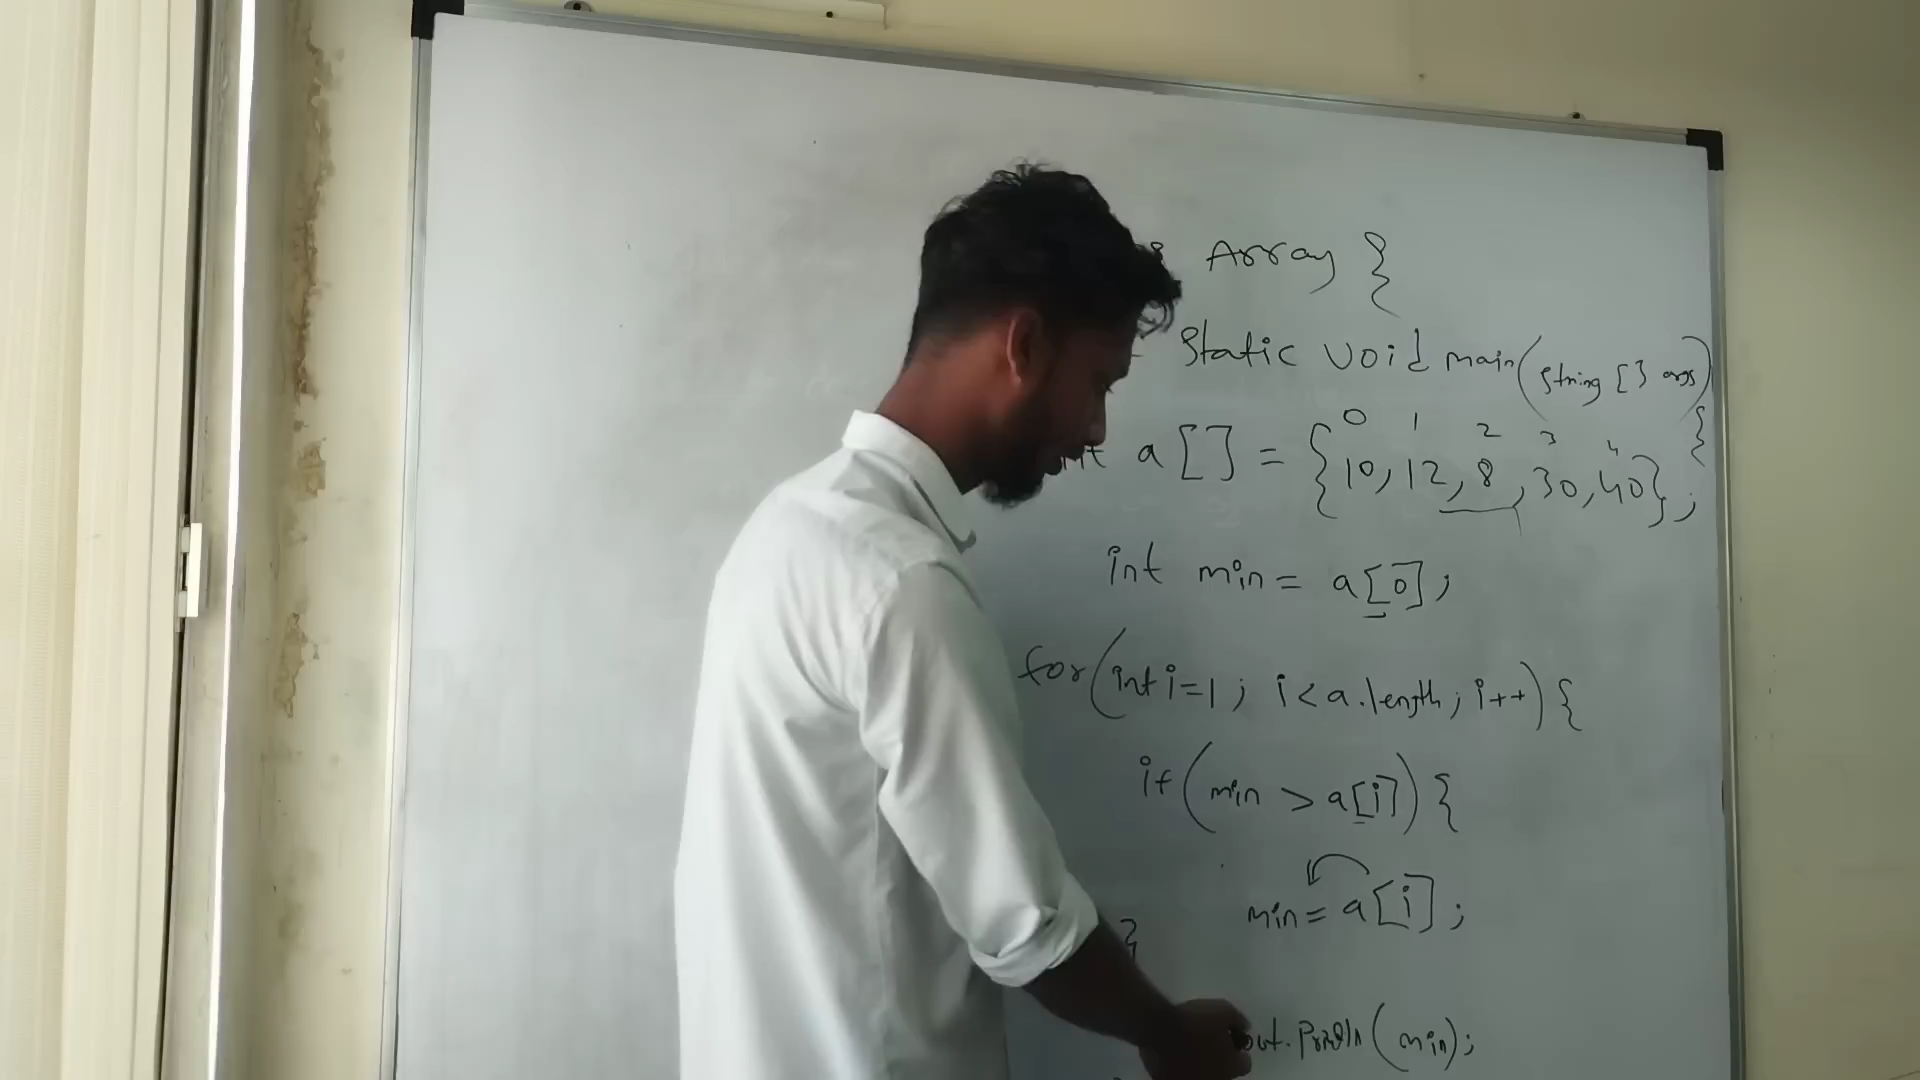 Array {
static void main(string [] args)
{
0 1 2 3 4
int a[] = {10, 12, 8, 30, 40};
int min = a[0];
for(int i=1; i<a.length; i++){
if(min > a[i]){
min = a[i];
}
out.println(min);